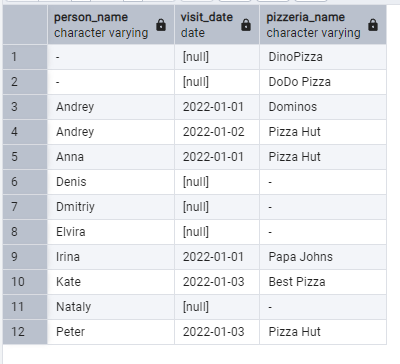 person_name visit_date pizzeria_name
character varying date character varying
1 - [null] DinoPizza
2 - [null] DoDo Pizza
3 Andrey 2022-01-01 Dominos
4 Andrey 2022-01-02 Pizza Hut
5 Anna 2022-01-01 Pizza Hut
6 Denis [null] -
7 Dmitriy [null] -
8 Elvira [null] -
9 Irina 2022-01-01 Papa Johns
10 Kate 2022-01-03 Best Pizza
11 Nataly [null] -
12 Peter 2022-01-03 Pizza Hut